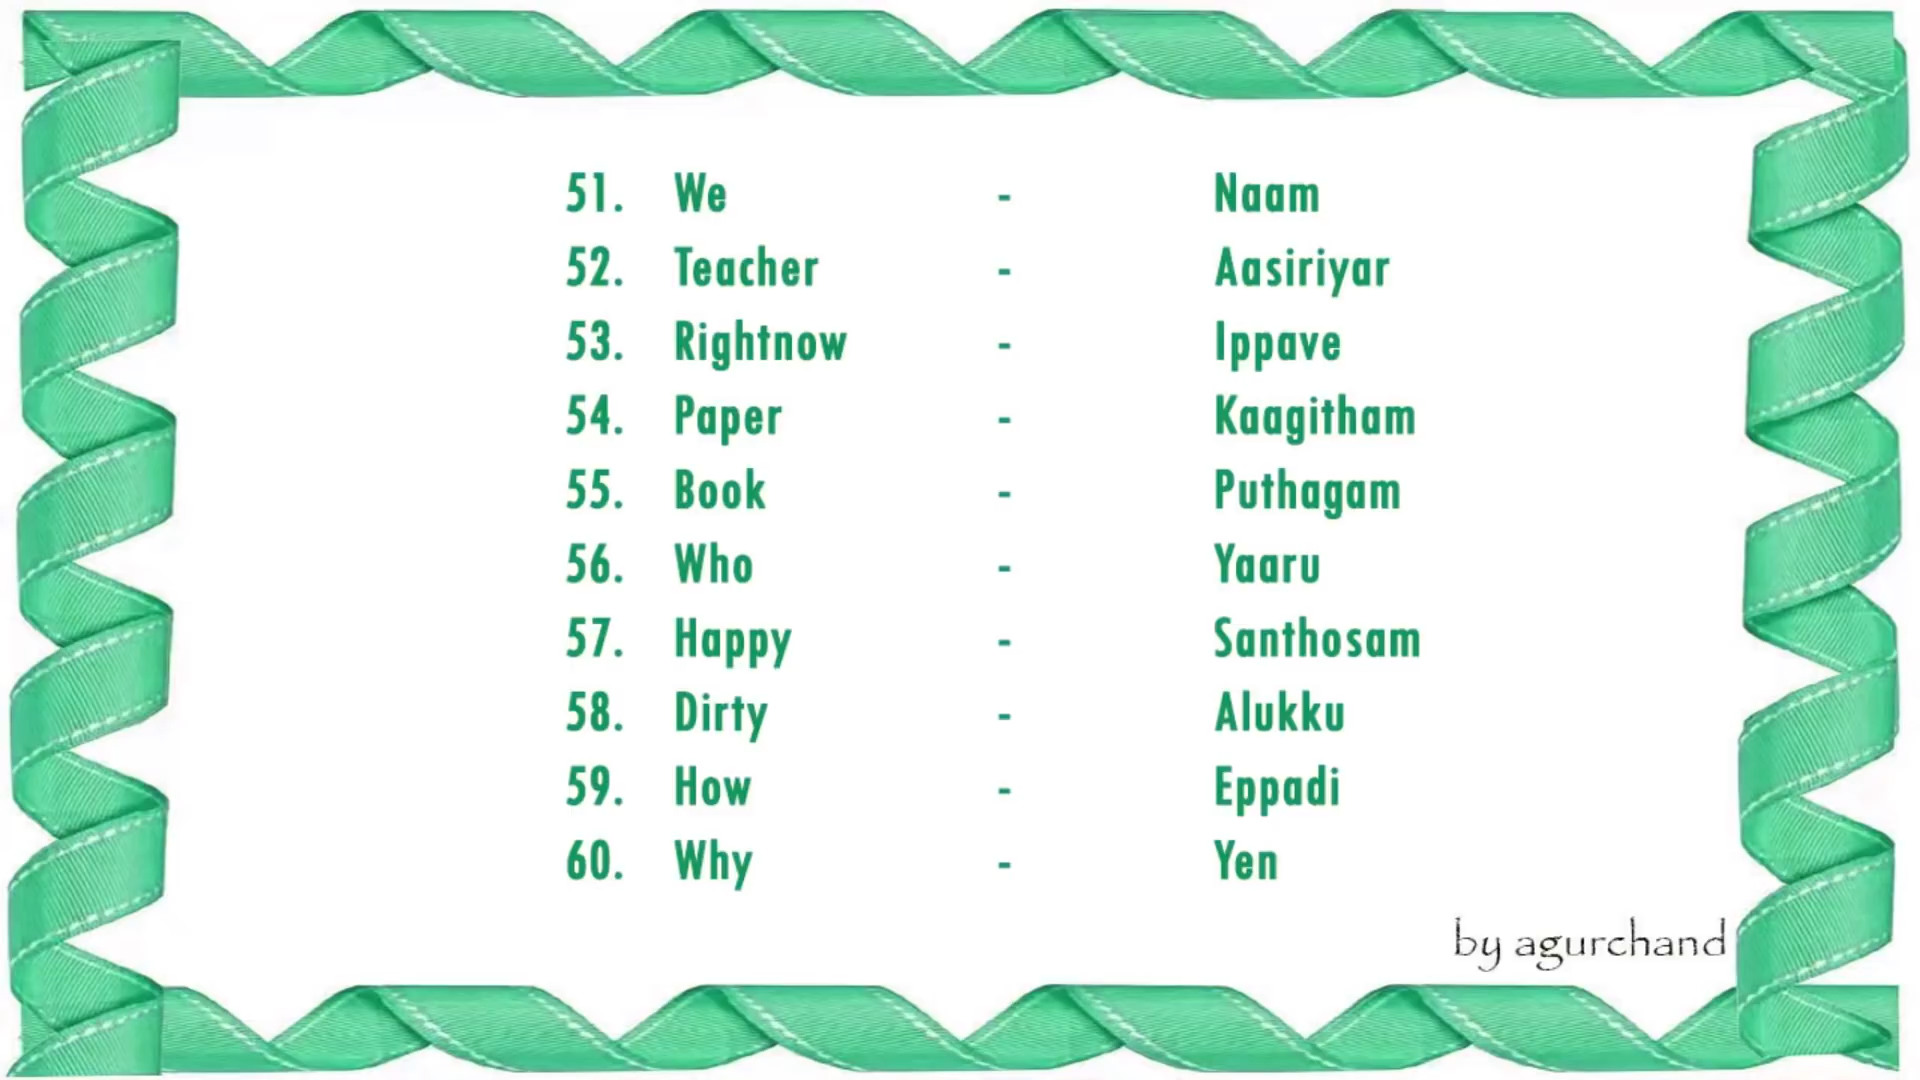 51. We - Naam
52. Teacher - Aasiriyar
53. Rightnow - Ippave
54. Paper - Kaagitham
55. Book - Puthagam
56. Who - Yaaru
57. Happy - Santhosam
58. Dirty - Alukku
59. How - Eppadi
60. Why - Yen
by agurchand